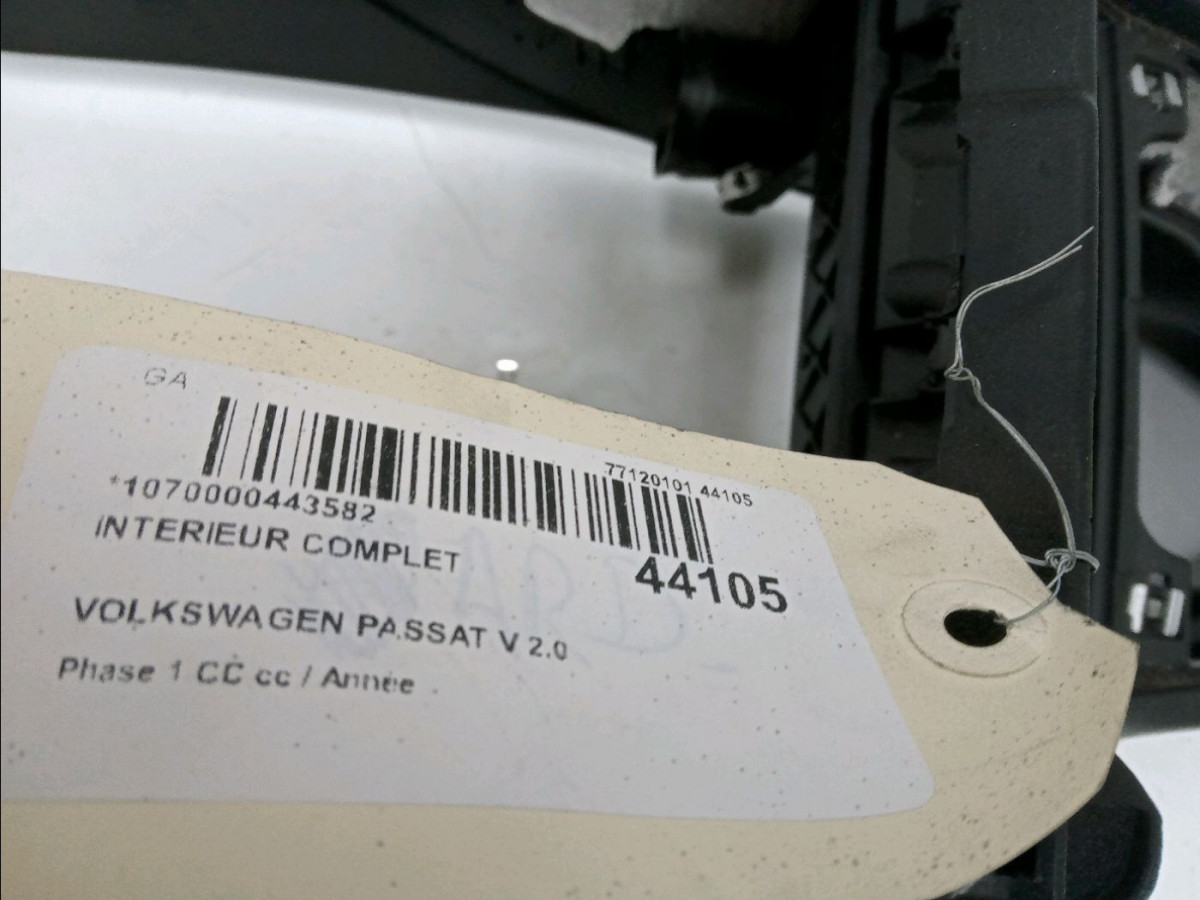 GA
77120101 44105
*1070000443582
INTERIEUR COMPLET
44105
VOLKSWAGEN PASSAT V 2.0
Phase 1 CC cc / Année